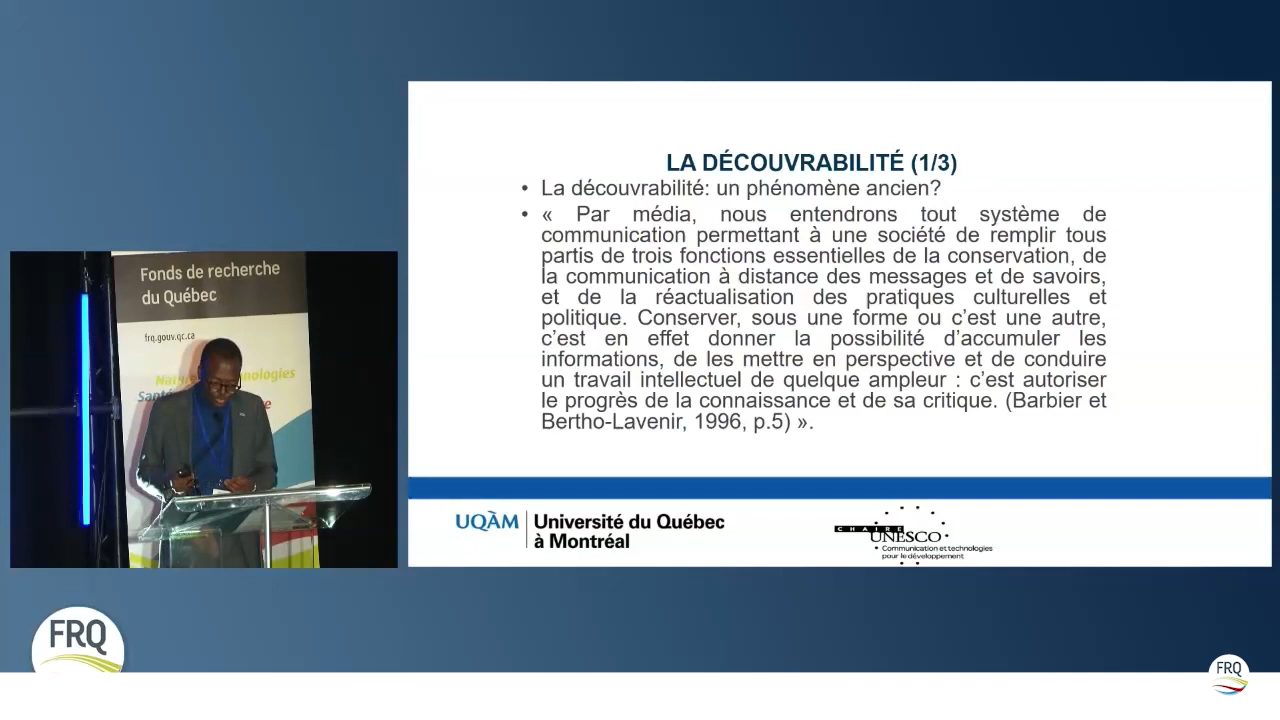 Fonds de recherche
du Québec
frq.gouv.qc.ca
LA DÉCOUVRABILITÉ (1/3)
• La découvrabilité: un phénomène ancien?
• « Par média, nous entendrons tout système de
communication permettant à une société de remplir tous
partis de trois fonctions essentielles de la conservation, de
la communication à distance des messages et de savoirs,
et de la réactualisation des pratiques culturelles et
politique. Conserver, sous une forme ou c’est une autre,
c’est en effet donner la possibilité d’accumuler les
informations, de les mettre en perspective et de conduire
un travail intellectuel de quelque ampleur : c’est autoriser
le progrès de la connaissance et de sa critique. (Barbier et
Bertho-Lavenir, 1996, p.5) ».
UQÀM
Université du Québec
à Montréal
CHAIRE
UNESCO
Communication et technologies
pour le développement
FRQ
FRQ